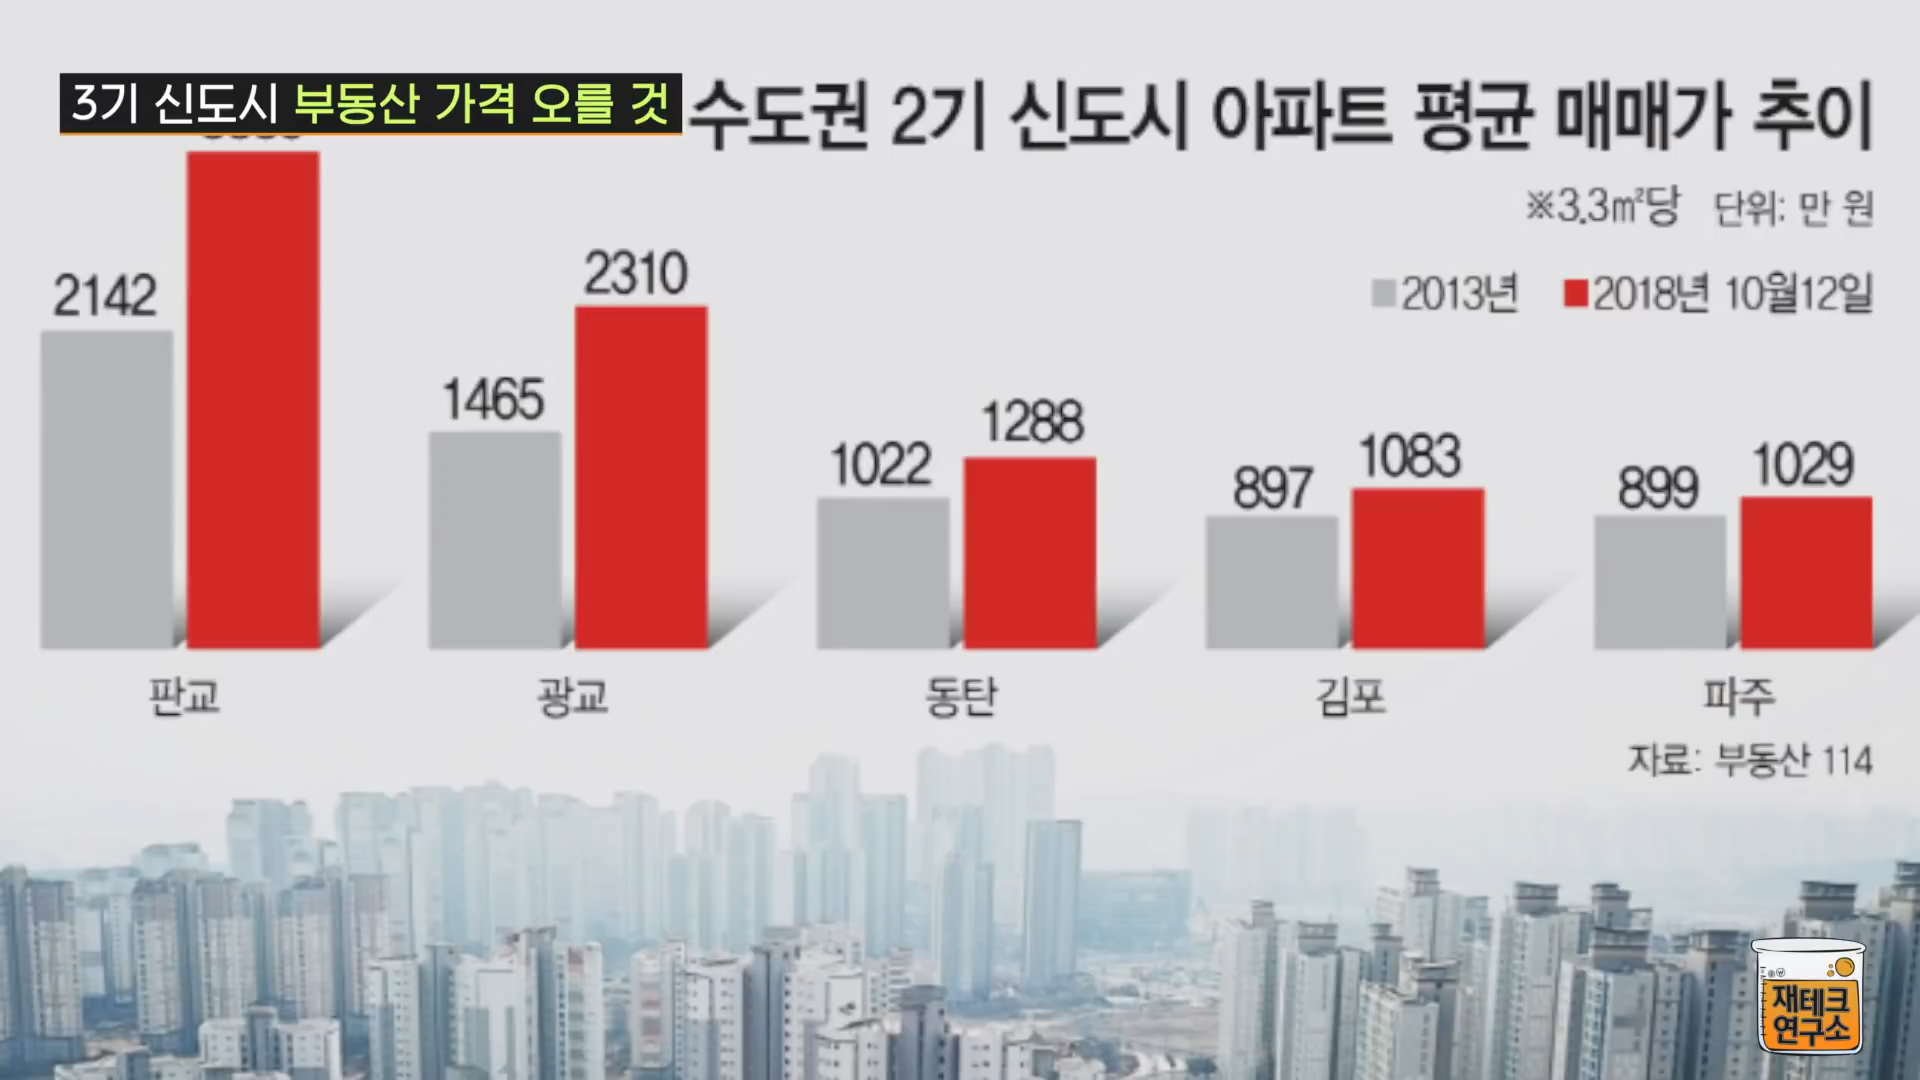 3기 신도시 부동산 가격 오를 것
수도권 2기 신도시 아파트 평균 매매가 추이
※3.3㎡당 단위: 만 원
2013년 2018년 10월12일
2142
1465 2310
1022 1288
897 1083
899 1029
판교 광교 동탄 김포 파주
자료: 부동산 114
재테크
연구소